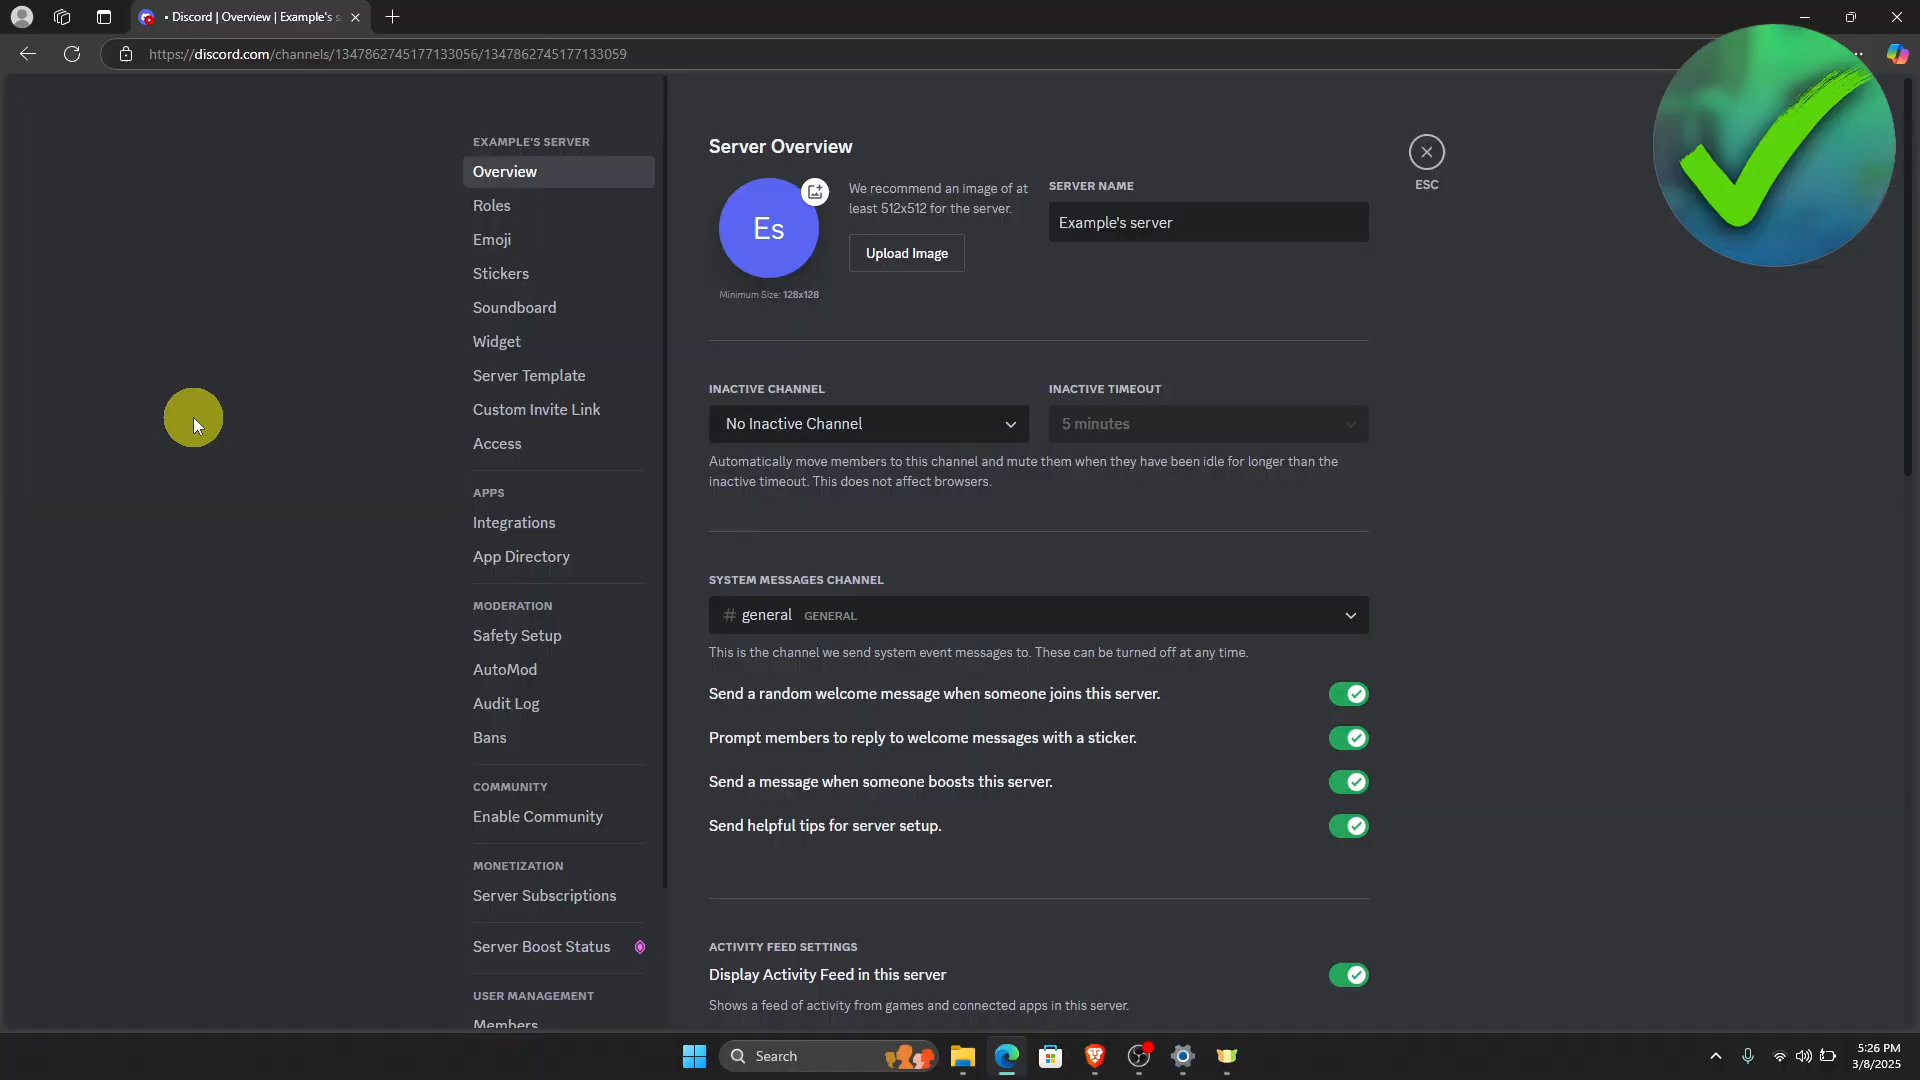 • Discord | Overview | Example's s
https://discord.com/channels/1347862745177133056/1347862745177133059
EXAMPLE'S SERVER
Overview
Roles
Emoji
Stickers
Soundboard
Widget
Server Template
Custom Invite Link
Access
APPS
Integrations
App Directory
MODERATION
Safety Setup
AutoMod
Audit Log
Bans
COMMUNITY
Enable Community
MONETIZATION
Server Subscriptions
Server Boost Status
USER MANAGEMENT
Members
Server Overview
Es
Minimum Size: 128x128
We recommend an image of at
least 512x512 for the server.
Upload Image
SERVER NAME
Example's server
ESC
INACTIVE CHANNEL
No Inactive Channel
INACTIVE TIMEOUT
5 minutes
Automatically move members to this channel and mute them when they have been idle for longer than the
inactive timeout. This does not affect browsers.
SYSTEM MESSAGES CHANNEL
# general GENERAL
This is the channel we send system event messages to. These can be turned off at any time.
Send a random welcome message when someone joins this server.
Prompt members to reply to welcome messages with a sticker.
Send a message when someone boosts this server.
Send helpful tips for server setup.
ACTIVITY FEED SETTINGS
Display Activity Feed in this server
Shows a feed of activity from games and connected apps in this server.
Search
5:26 PM
3/8/2025